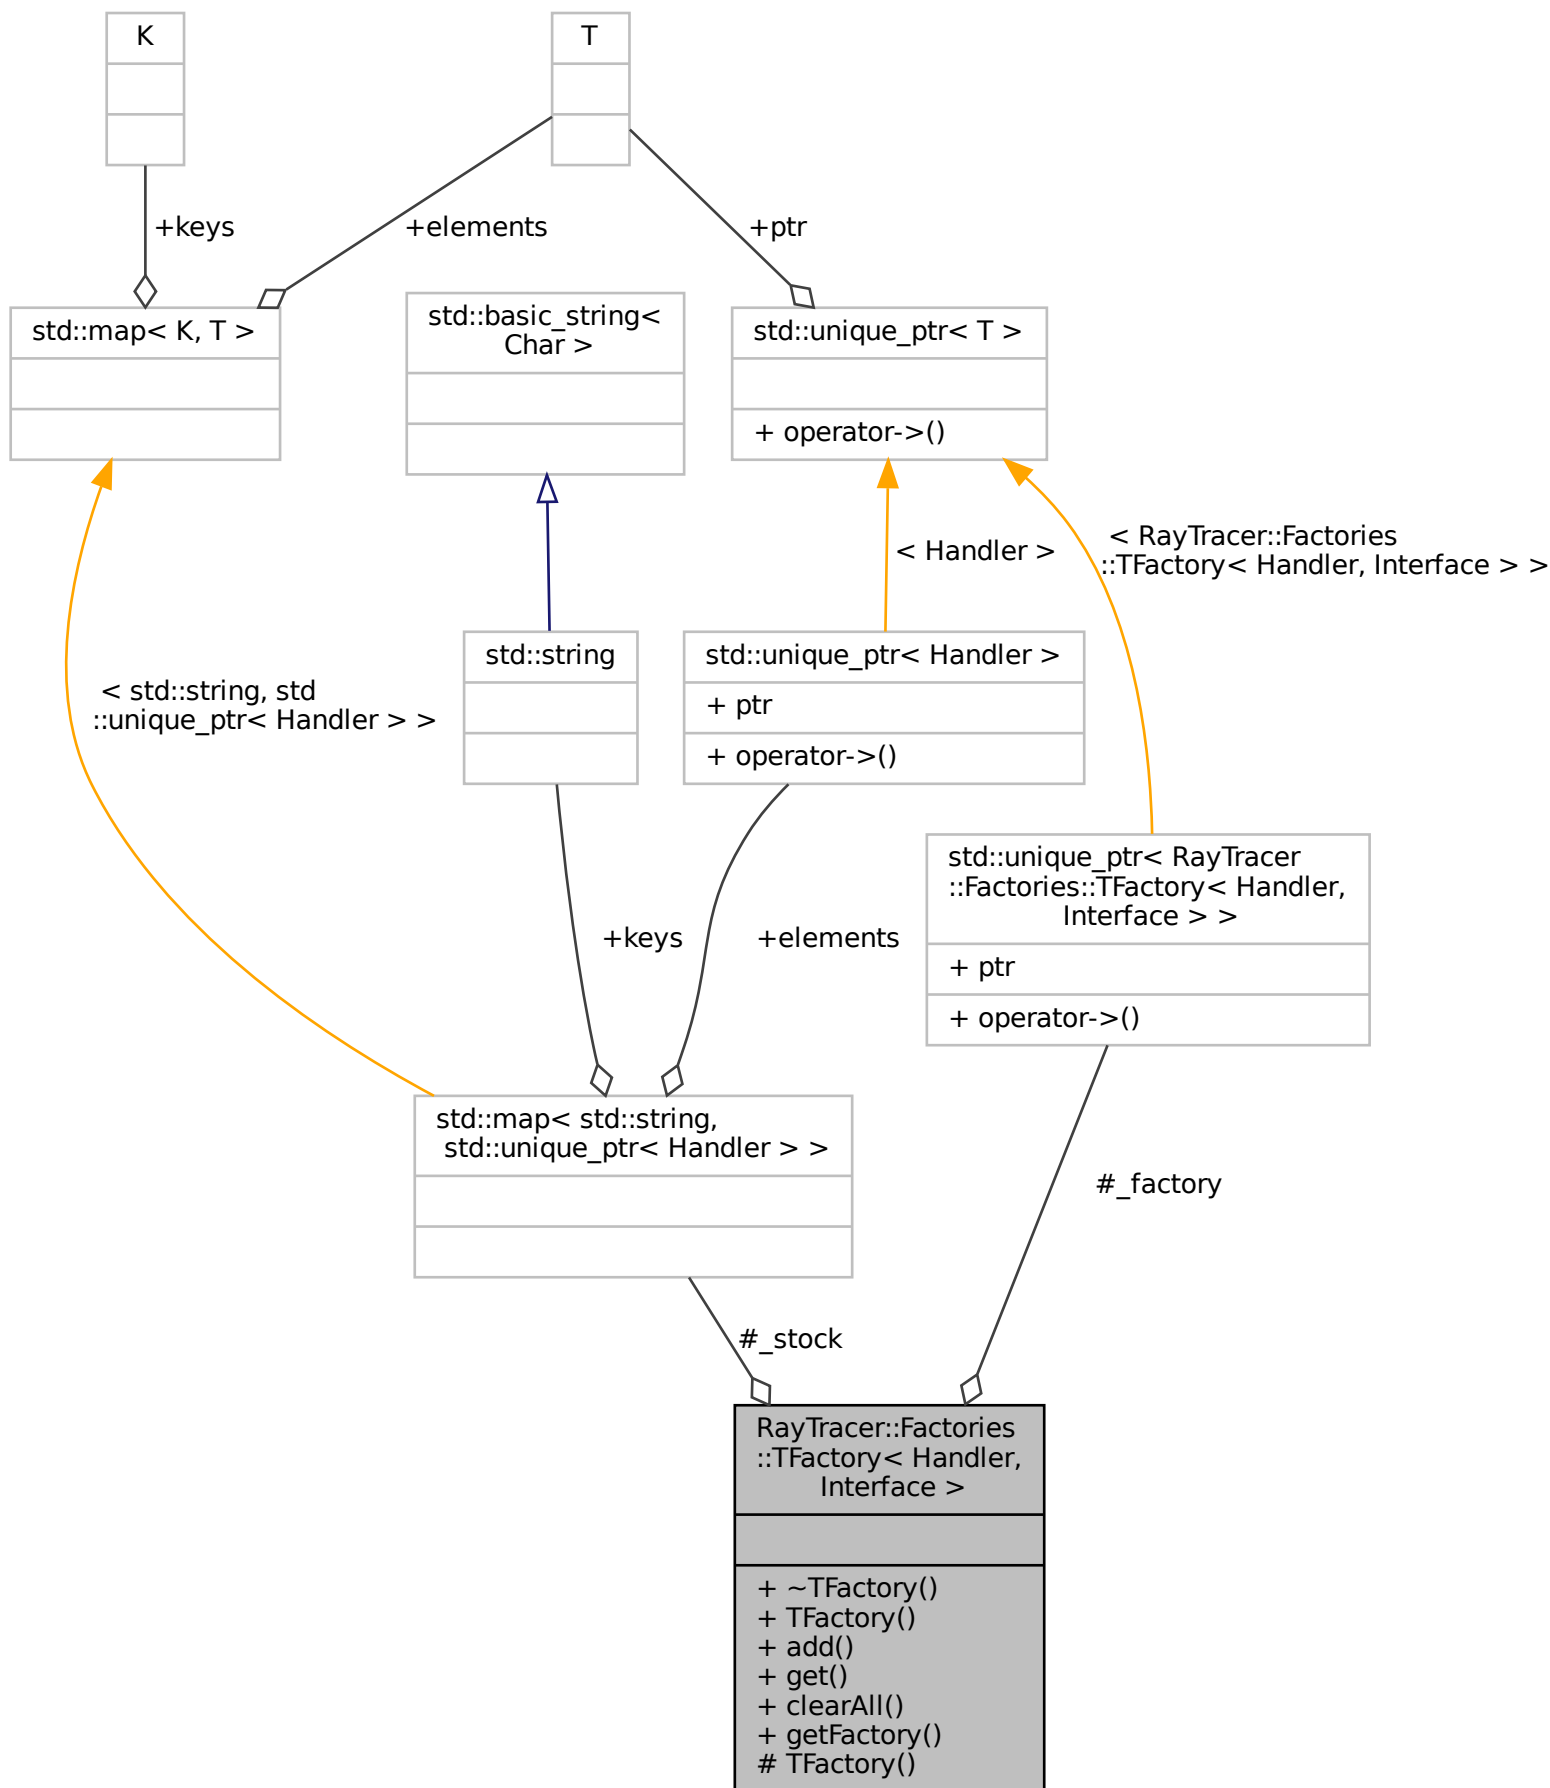 K
T
+keys
+elements
+ptr
std::map< K, T >
std::basic_string<
Char >
std::unique_ptr< T >
+ operator->()
< Handler >
< RayTracer::Factories
::TFactory< Handler, Interface > >
std::string
std::unique_ptr< Handler >
+ ptr
+ operator->()
< std::string, std
::unique_ptr< Handler > >
std::unique_ptr< RayTracer
::Factories::TFactory< Handler,
Interface > >
+ ptr
+ operator->()
+keys
+elements
std::map< std::string,
std::unique_ptr< Handler > >
#_factory
#_stock
RayTracer::Factories
::TFactory< Handler,
Interface >
+ ~TFactory()
+ TFactory()
+ add()
+ get()
+ clearAll()
+ getFactory()
# TFactory()